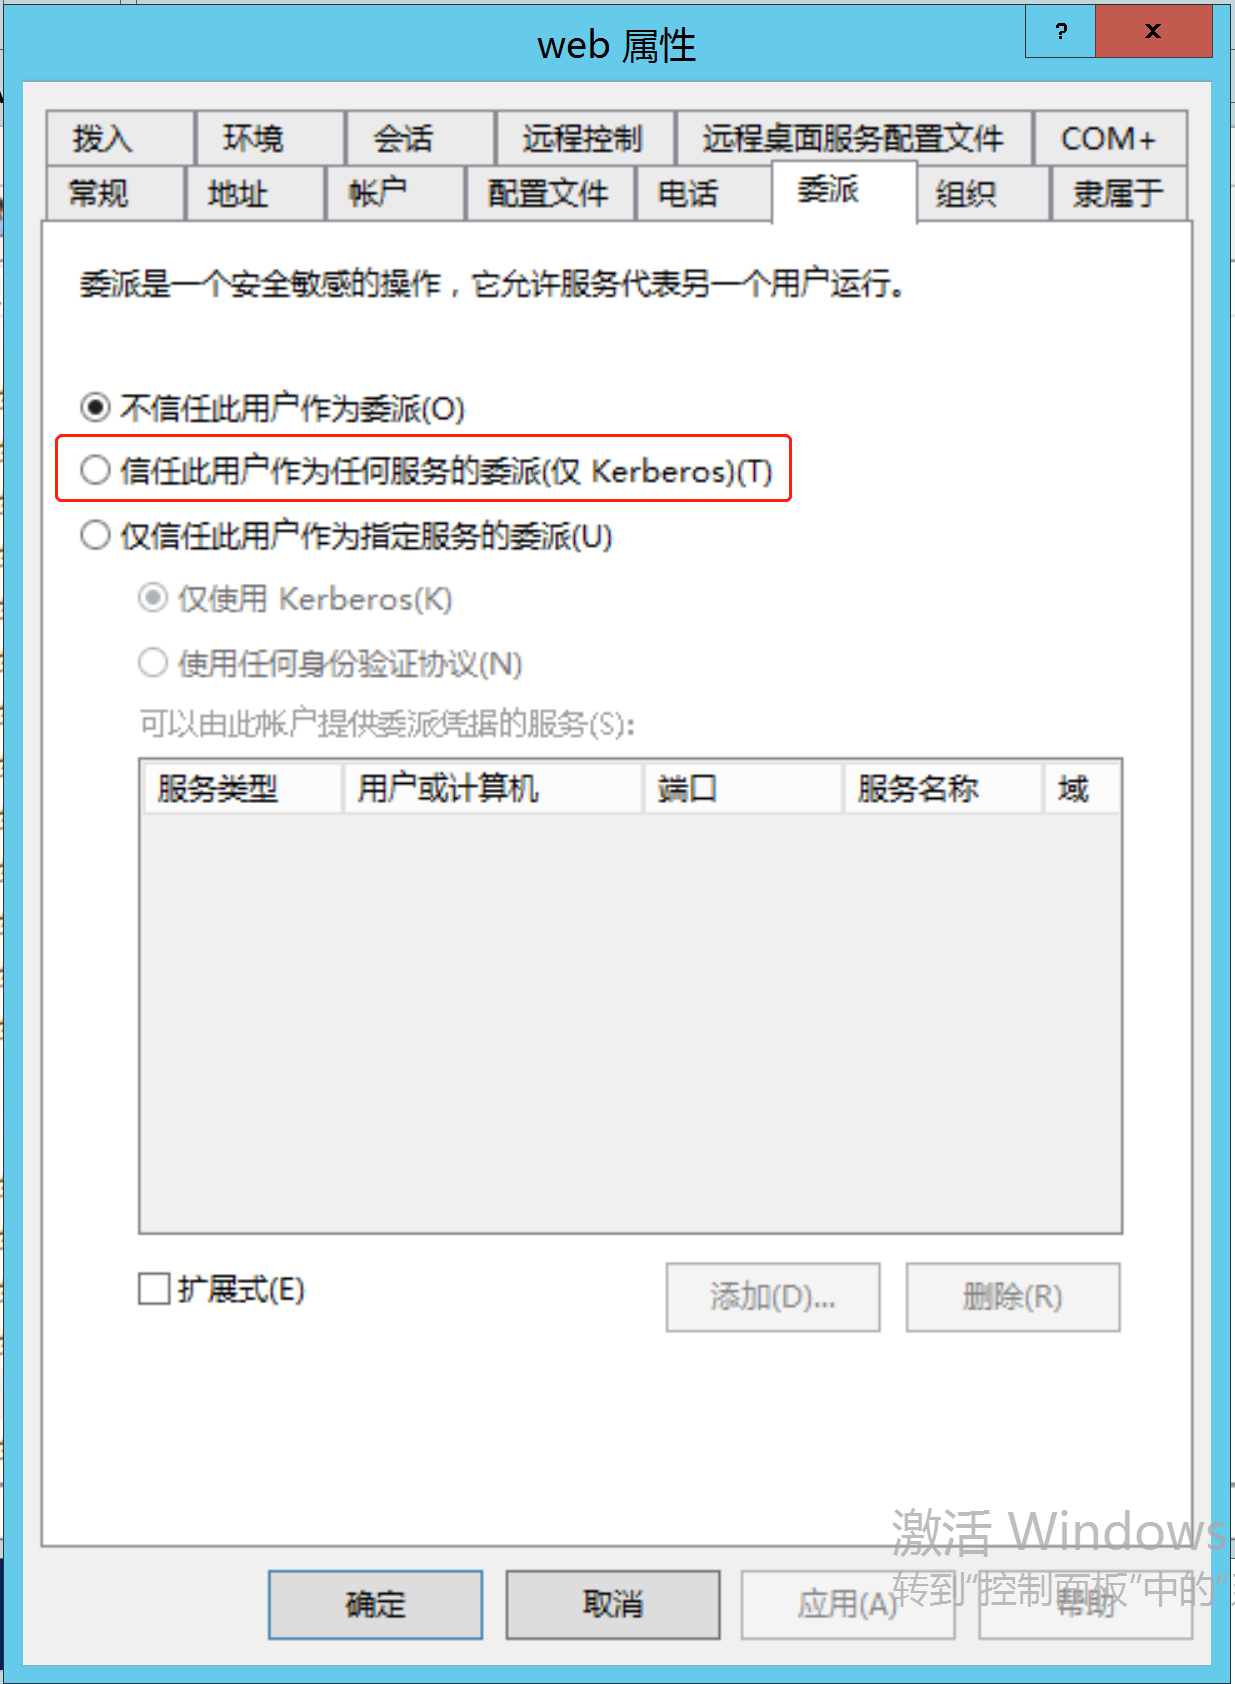 web 属性
?
x
拨入 环境 会话 远程控制 远程桌面服务配置文件 COM+
常规 地址 帐户 配置文件 电话 委派 组织 隶属于
委派是一个安全敏感的操作，它允许服务代表另一个用户运行。
不信任此用户作为委派(O)
信任此用户作为任何服务的委派(仅 Kerberos)(T)
仅信任此用户作为指定服务的委派(U)
仅使用 Kerberos(K)
使用任何身份验证协议(N)
可以由此帐户提供委派凭据的服务(S):
服务类型 用户或计算机 端口 服务名称 域
扩展式(E) 添加(D)... 删除(R)
激活 Windows
转到“控制面板”中的“
确定 取消 应用(A) 帮助